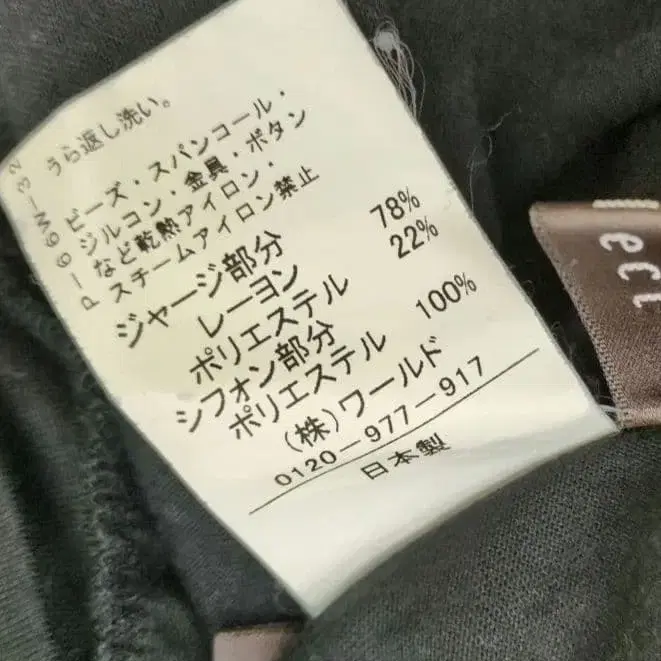 うら返し洗い。
P-66W-32
ビーズ・スパンコール・
ジルコン・金具・ボタン
など乾熱アイロン・
スチームアイロン禁止
ジャージ部分
レーヨン 78%
ポリエステル 22%
シフォン部分
ポリエステル 100%
(株)ワールド
0120-977-917
日本製